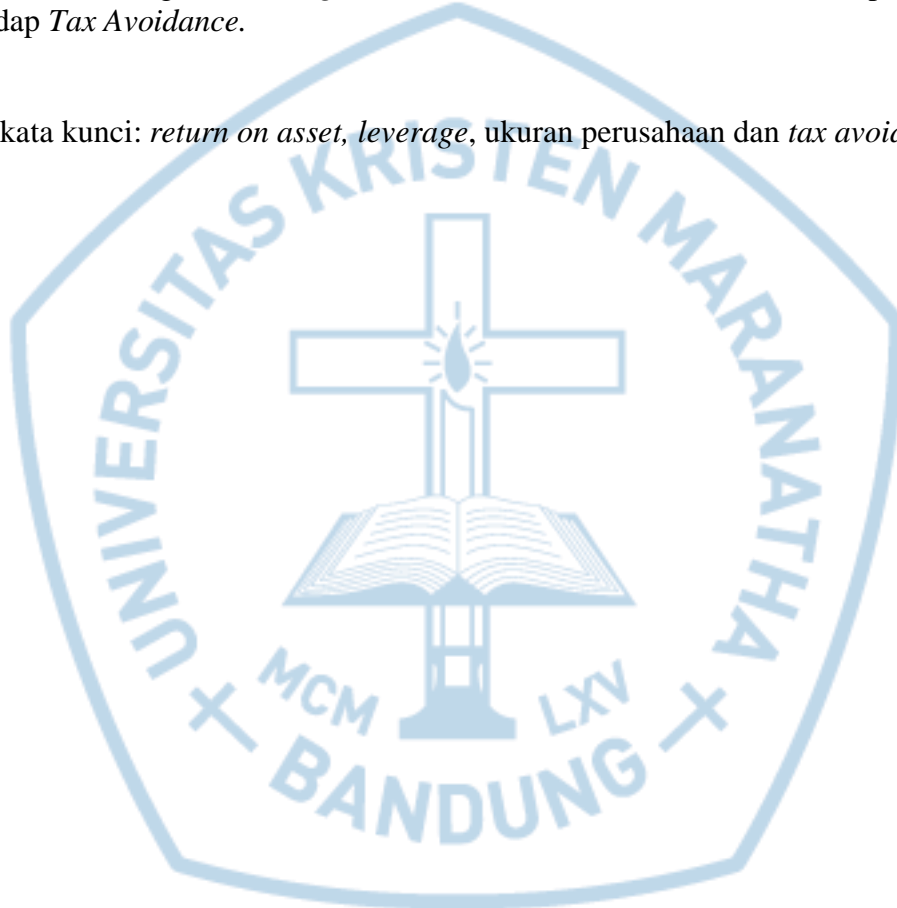 dap Tax Avoidance.
kata kunci: return on asset, leverage, ukuran perusahaan dan tax
UNIVERSITAS KRISTEN MARANATHA
MCM LXV
BANDUNG